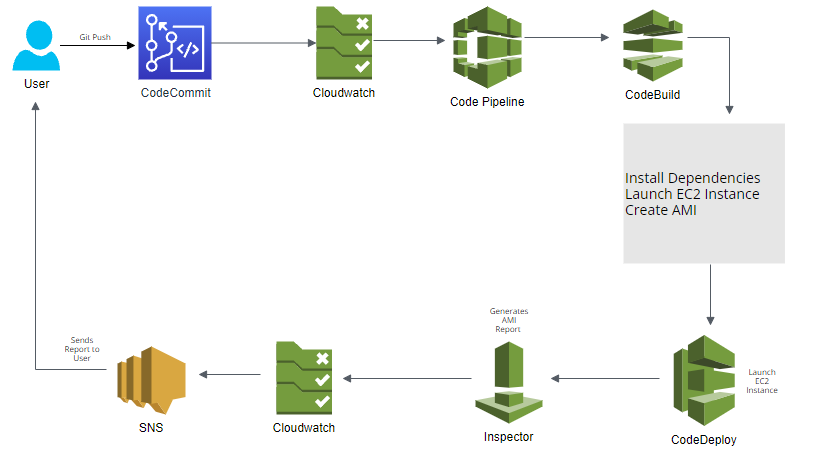 Git Push
User
CodeCommit
Cloudwatch
Code Pipeline
CodeBuild
Install Dependencies
Launch EC2 Instance
Create AMI
Launch
EC2
Instance
CodeDeploy
Generates
AMI
Report
Inspector
Cloudwatch
SNS
Sends
Report to
User